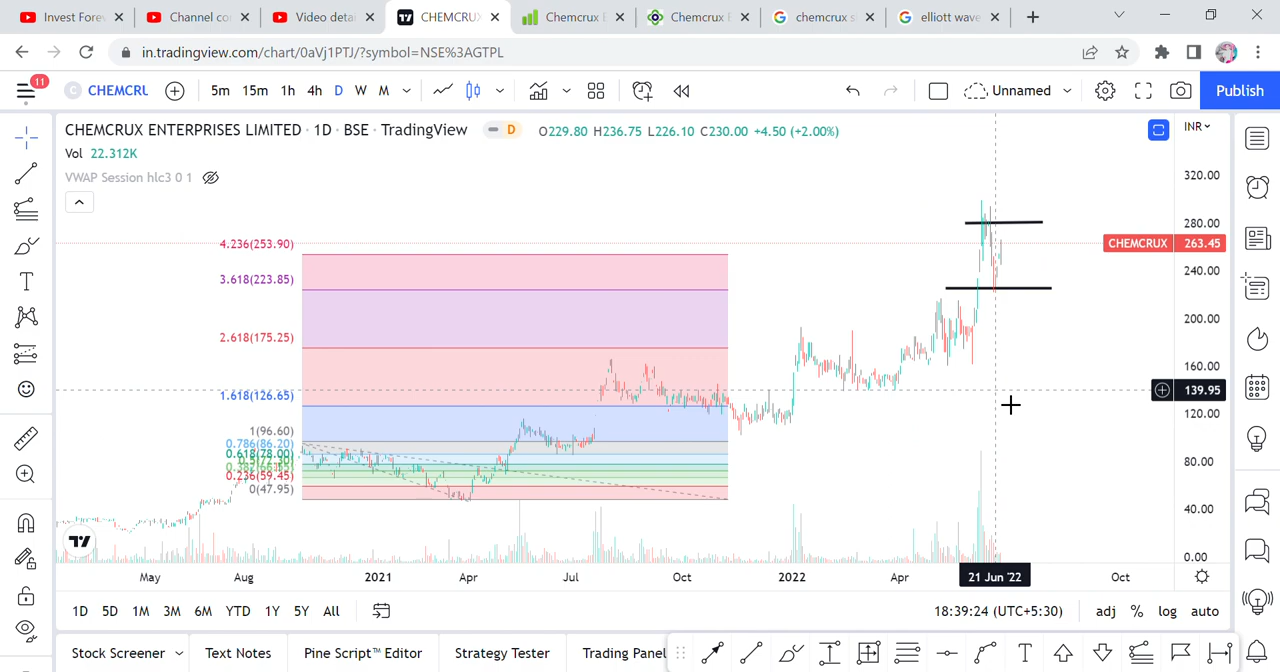 Invest Fore
Channel co
Video deta
CHEMCRU
Chemcrux E
Chemcrux E
chemcrux s
elliott wave
in.tradingview.com/chart/0aVj1PTJ/?symbol=NSE%3AGTPL
11
CHEMCRU
5m 15m 1h 4h D W M
Unnamed
Publish
CHEMCRUX ENTERPRISES LIMITED · 1D · BSE · TradingView
D
O229.80 H236.75 L226.10 C230.00 +4.50 (+2.00%)
INR
Vol 22.312K
VWAP Session hlc3 0 1
320.00
280.00
CHEMCRUX 263.45
240.00
200.00
160.00
139.95
120.00
80.00
40.00
0.00
4.236(253.90)
3.618(223.85)
2.618(175.25)
1.618(126.65)
1(96.60)
0.786(86.20)
0.618(78.00)
0.236(59.45)
0(47.95)
May Aug 2021 Apr Jul Oct 2022 Apr 21 Jun '22 Oct
1D 5D 1M 3M 6M YTD 1Y 5Y All
18:39:24 (UTC+5:30) adj % log auto
Stock Screener Text Notes Pine Script™ Editor Strategy Tester Trading Panel